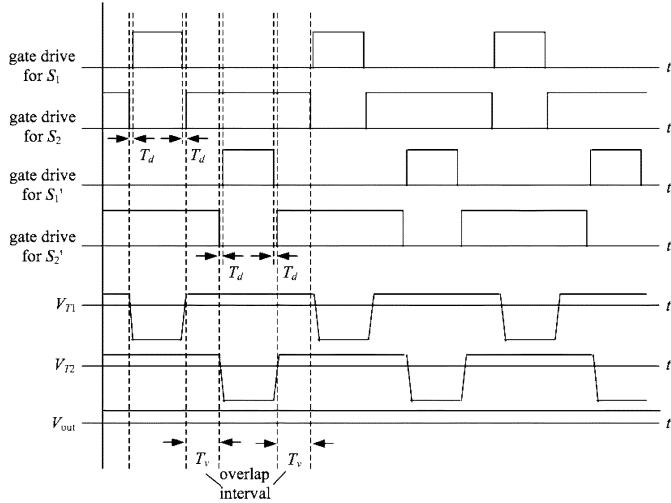 gate drive
for S1
t
gate drive
for S2
t
Td
Td
gate drive
for S1'
t
gate drive
for S2'
t
Td
Td
VT1
t
VT2
t
Vout
t
Tv
Tv
overlap
interval